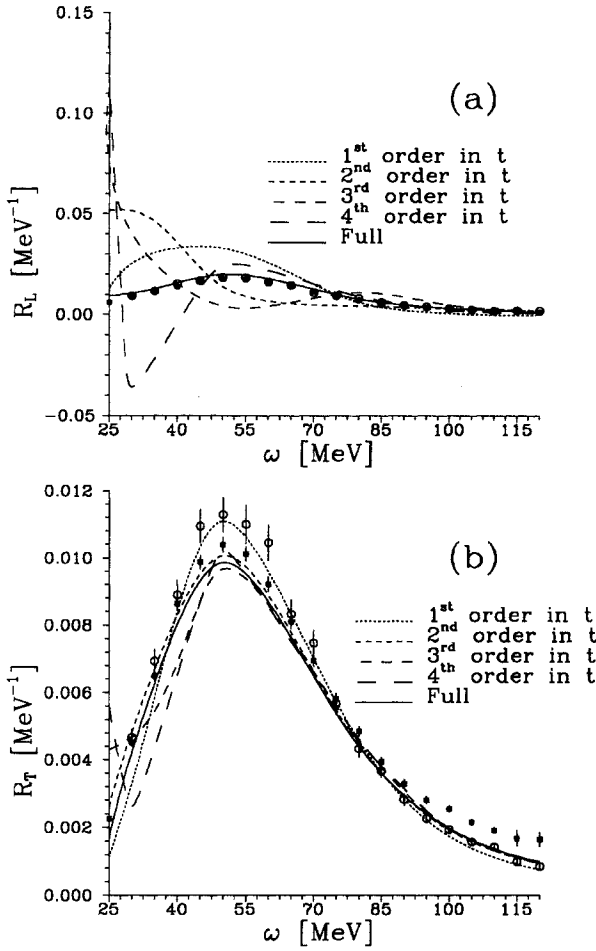 0.15
(a)
0.10
1st order in t
2nd order in t
3rd order in t
4th order in t
Full
0.05
R_L [MeV⁻¹]
0.00
-0.05
25 40 55 70 85 100 115
ω [MeV]
0.012
(b)
0.010
1st order in t
2nd order in t
3rd order in t
4th order in t
Full
0.008
0.006
R_T [MeV⁻¹]
0.004
0.002
0.000
25 40 55 70 85 100 115
ω [MeV]